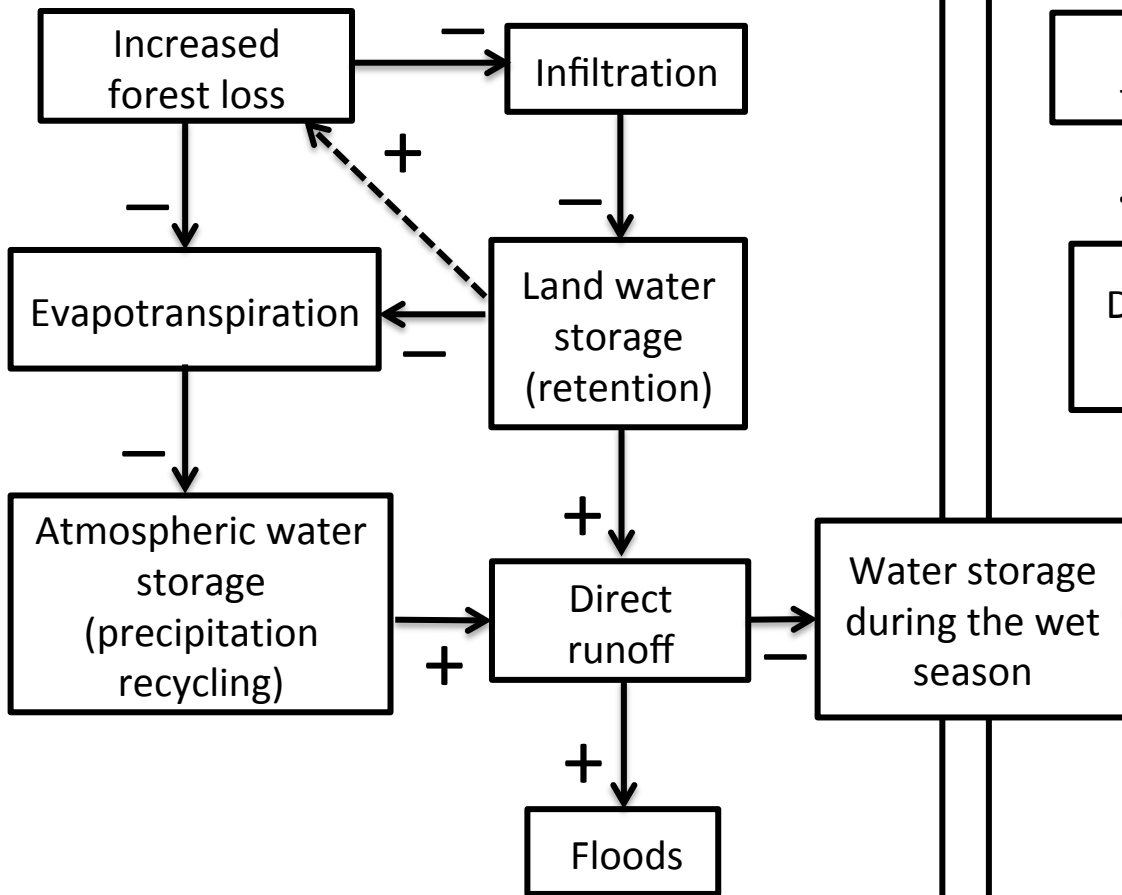 Increased
forest loss
−
Infiltration
+
−
−
Evapotranspiration
−
Land water
storage
(retention)
D
−
+
Atmospheric water
storage
(precipitation
recycling)
+
Direct
runoff
−
Water storage
during the wet
season
+
Floods